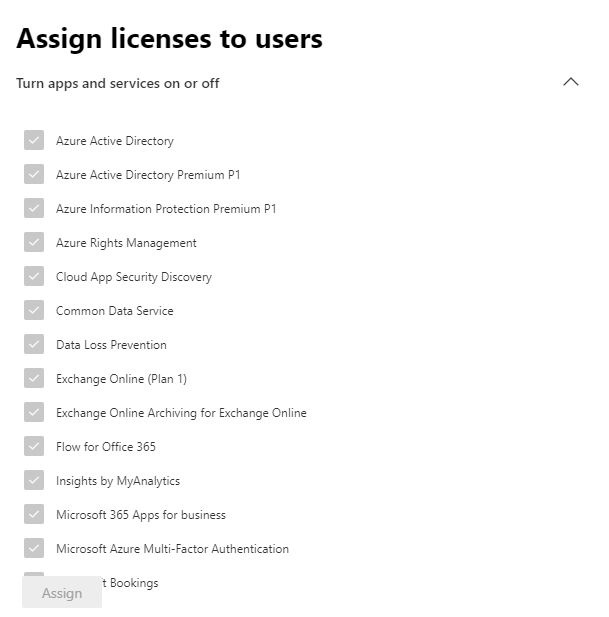 Assign licenses to users
Turn apps and services on or off
Azure Active Directory
Azure Active Directory Premium P1
Azure Information Protection Premium P1
Azure Rights Management
Cloud App Security Discovery
Common Data Service
Data Loss Prevention
Exchange Online (Plan 1)
Exchange Online Archiving for Exchange Online
Flow for Office 365
Insights by MyAnalytics
Microsoft 365 Apps for business
Microsoft Azure Multi-Factor Authentication
Bookings
Assign